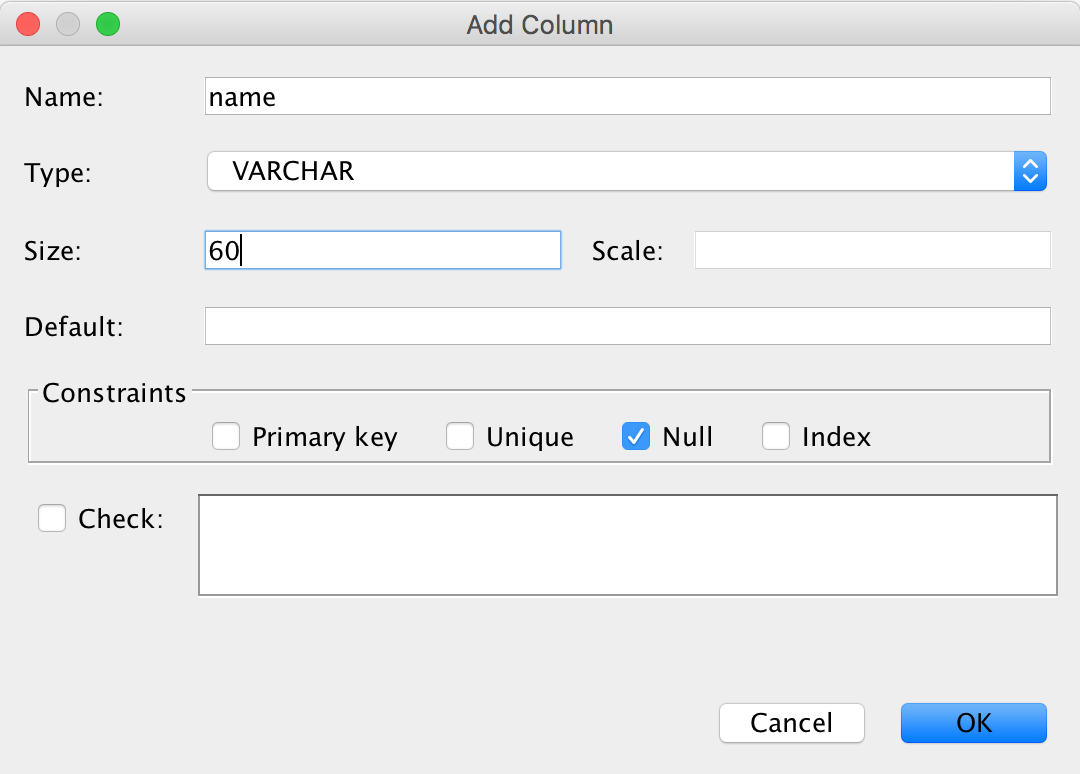 Add Column
Name: name
Type: VARCHAR
Size: 60 Scale:
Default:
Constraints
Primary key Unique Null Index
Check:
Cancel OK